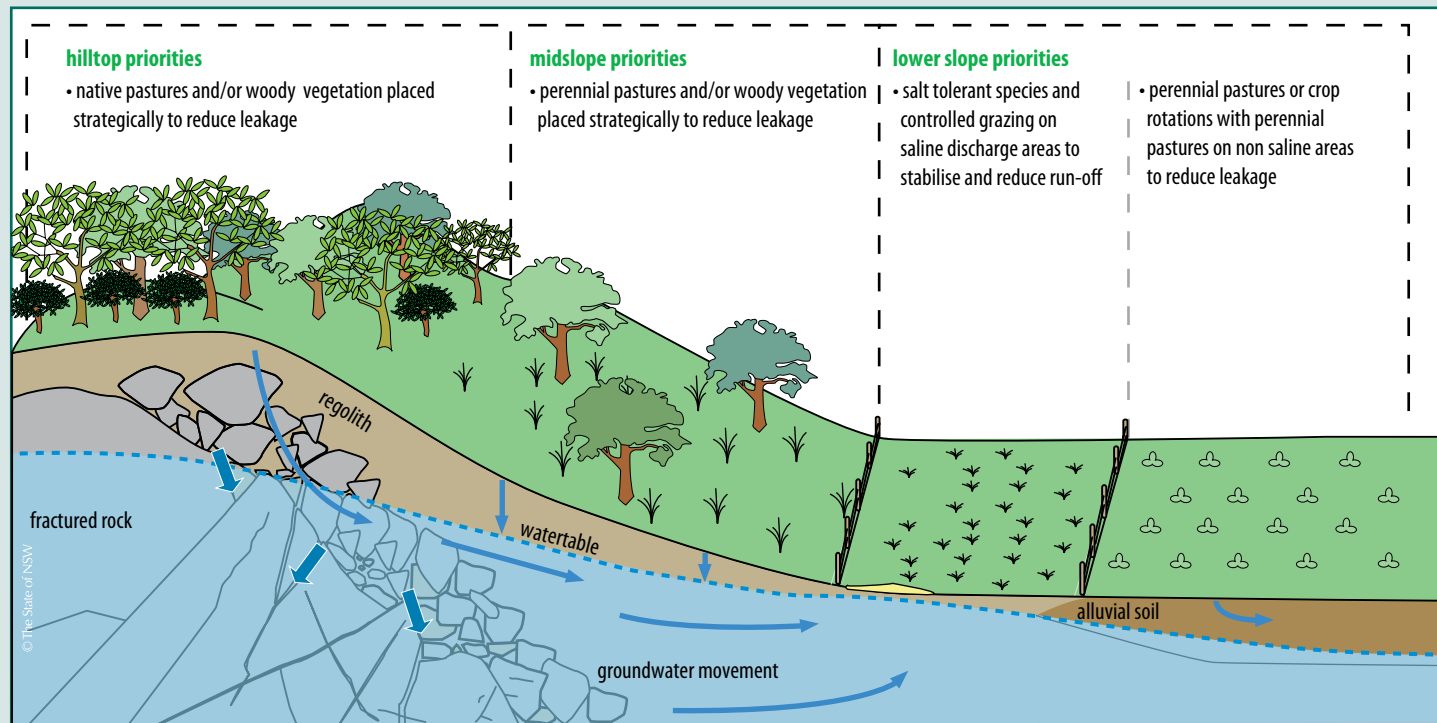 hilltop priorities
• native pastures and/or woody vegetation placed
strategically to reduce leakage
midslope priorities
• perennial pastures and/or woody vegetation
placed strategically to reduce leakage
lower slope priorities
• salt tolerant species and
controlled grazing on
saline discharge areas to
stabilise and reduce run-off
• perennial pastures or crop
rotations with perennial
pastures on non saline areas
to reduce leakage
regolith
fractured rock
watertable
alluvial soil
groundwater movement
© The State of NSW